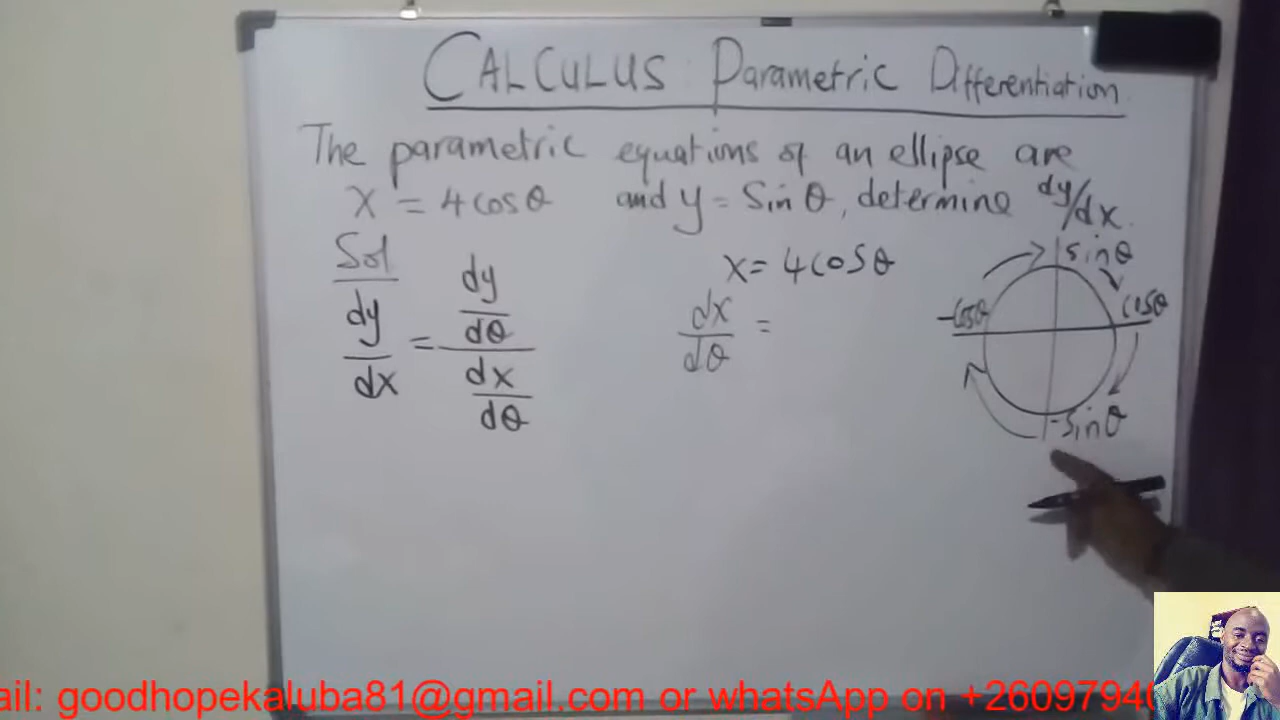 CALCULUS: Parametric Differentiation
The parametric equations of an ellipse are
x = 4cosθ and y = Sinθ, determine dy/dx.
Sol
dy/dx = dy/dθ / dx/dθ
x = 4cosθ
dx/dθ =
sinθ
cosθ
-cosθ
-sinθ
ail: goodhopekaluba81@gmail.com or whatsApp on +26097940